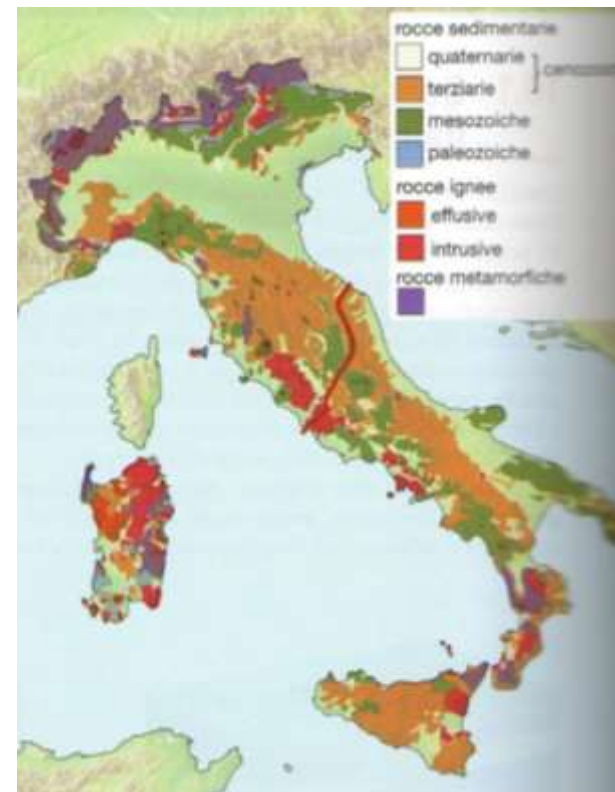 rocce sedimentarie
quaternarie
terziarie
mesozoiche
paleozoiche
rocce ignee
effusive
intrusive
rocce metamorfiche